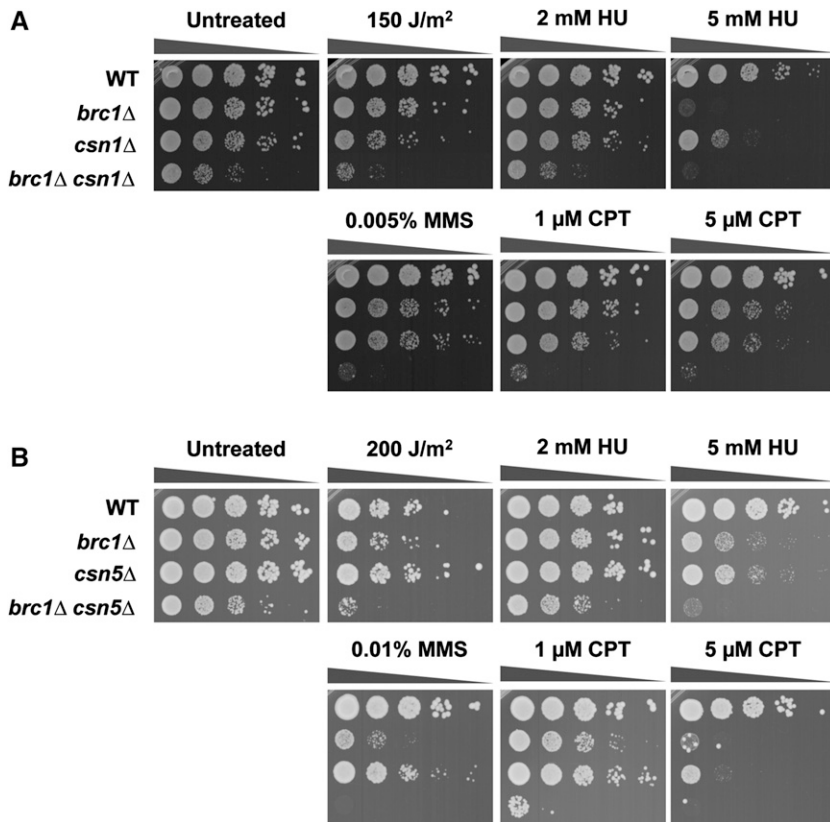 A
Untreated 150 J/m² 2 mM HU 5 mM HU
WT
brc1Δ
csn1Δ
brc1Δ csn1Δ
0.005% MMS 1 µM CPT 5 µM CPT
B
Untreated 200 J/m² 2 mM HU 5 mM HU
WT
brc1Δ
csn5Δ
brc1Δ csn5Δ
0.01% MMS 1 µM CPT 5 µM CPT